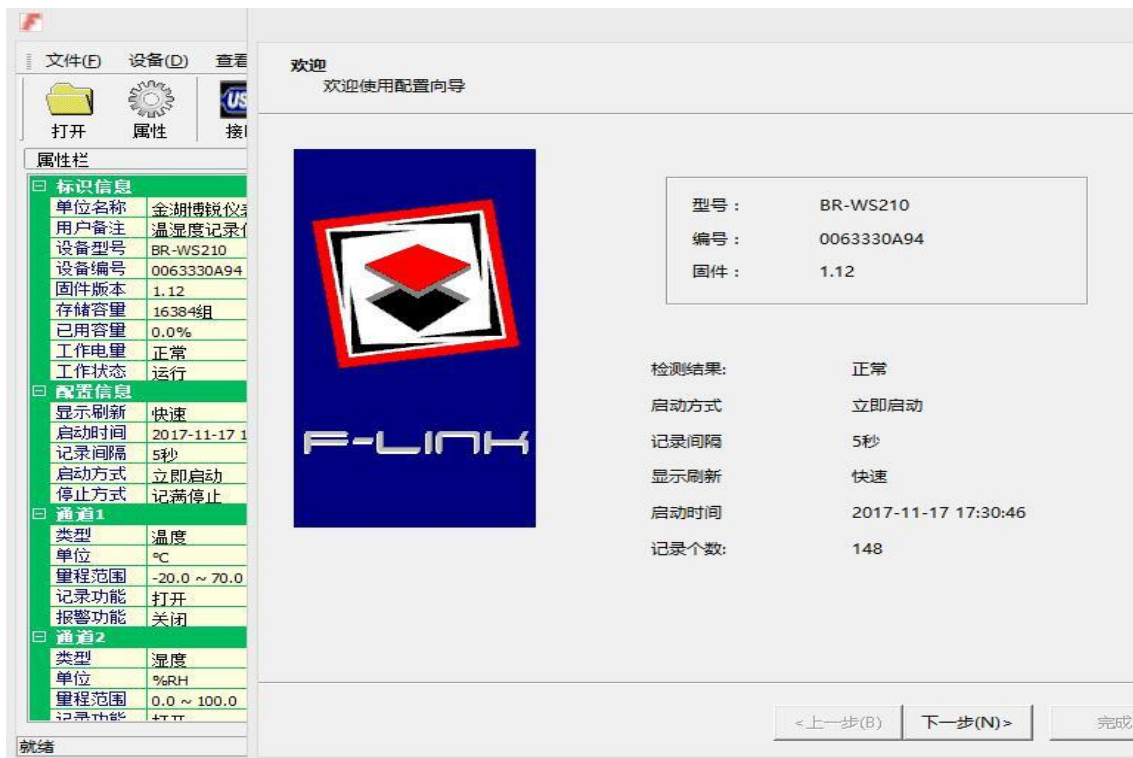 文件(F) 设备(D) 查看
打开 属性
属性栏
标识信息
单位名称 金湖博锐仪
用户备注 温湿度记录
设备型号 BR-WS210
设备编号 0063330A94
固件版本 1.12
存储容量 16384组
已用容量 0.0%
工作电量 正常
工作状态 运行
配置信息
显示刷新 快速
启动时间 2017-11-17 1
记录间隔 5秒
启动方式 立即启动
停止方式 记满停止
通道1
类型 温度
单位 °C
量程范围 -20.0 ~ 70.0
记录功能 打开
报警功能 关闭
通道2
类型 湿度
单位 %RH
量程范围 0.0 ~ 100.0
记录功能 打开
就绪
欢迎
欢迎使用配置向导
F-LINK
型号： BR-WS210
编号： 0063330A94
固件： 1.12
检测结果: 正常
启动方式 立即启动
记录间隔 5秒
显示刷新 快速
启动时间 2017-11-17 17:30:46
记录个数: 148
<上一步(B) 下一步(N)> 完成